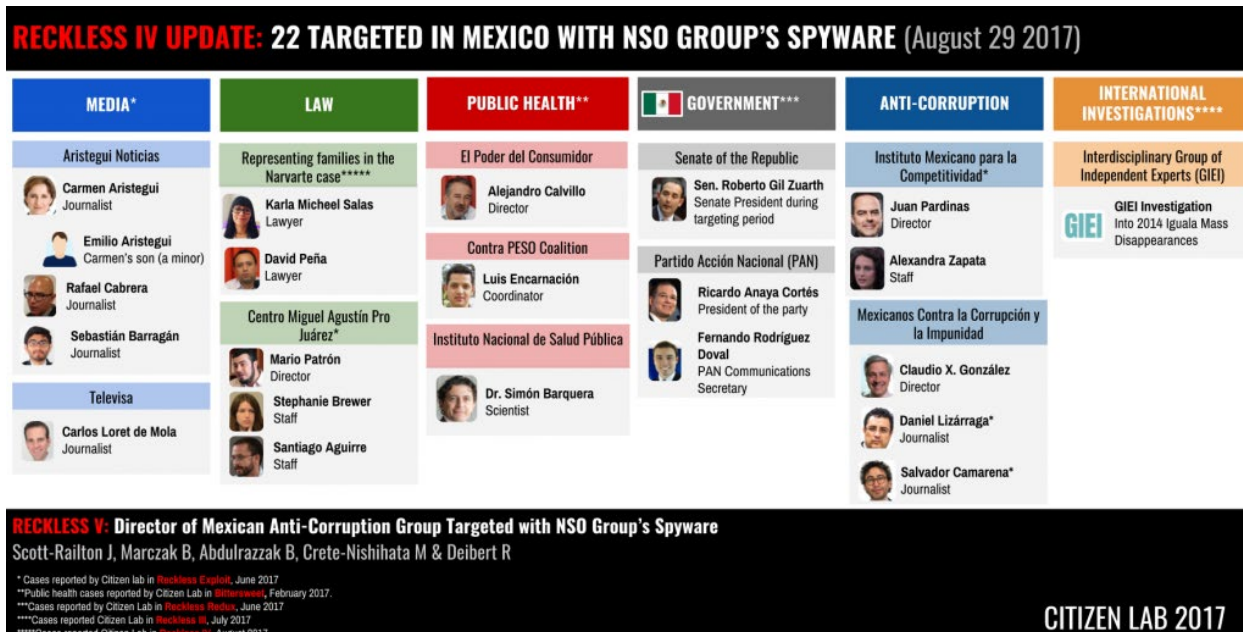 RECKLESS IV UPDATE: 22 TARGETED IN MEXICO WITH NSO GROUP'S SPYWARE (August 29 2017)
MEDIA*
Aristegui Noticias
Carmen Aristegui
Journalist
Emilio Aristegui
Carmen's son (a minor)
Rafael Cabrera
Journalist
Sebastián Barragán
Journalist
Televisa
Carlos Loret de Mola
Journalist
LAW
Representing families in the
Narvarte case*****
Karla Micheel Salas
Lawyer
David Peña
Lawyer
Centro Miguel Agustín Pro
Juárez*
Mario Patrón
Director
Stephanie Brewer
Staff
Santiago Aguirre
Staff
PUBLIC HEALTH**
El Poder del Consumidor
Alejandro Calvillo
Director
Contra PESO Coalition
Luis Encarnación
Coordinator
Instituto Nacional de Salud Pública
Dr. Simón Barquera
Scientist
GOVERNMENT***
Senate of the Republic
Sen. Roberto Gil Zuarth
Senate President during
targeting period
Partido Acción Nacional (PAN)
Ricardo Anaya Cortés
President of the party
Fernando Rodríguez
Doval
PAN Communications
Secretary
ANTI-CORRUPTION
Instituto Mexicano para la
Competitividad*
Juan Pardinas
Director
Alexandra Zapata
Staff
Mexicanos Contra la Corrupción y
la Impunidad
Claudio X. González
Director
Daniel Lizárraga*
Journalist
Salvador Camarena*
Journalist
INTERNATIONAL
INVESTIGATIONS****
Interdisciplinary Group of
Independent Experts (GIEI)
GIEI
GIEI Investigation
Into 2014 Iguala Mass
Disappearances
RECKLESS V: Director of Mexican Anti-Corruption Group Targeted with NSO Group's Spyware
Scott-Railton J, Marczak B, Abdulrazzak B, Crete-Nishihata M & Deibert R
* Cases reported by Citizen lab in Reckless Exploit, June 2017
**Public health cases reported by Citizen Lab in Bittersweet, February 2017.
***Cases reported by Citizen Lab in Reckless Redux, June 2017
****Cases reported Citizen Lab in Reckless III, July 2017
*****Cases reported Citizen Lab in Reckless IV, August 2017
CITIZEN LAB 2017